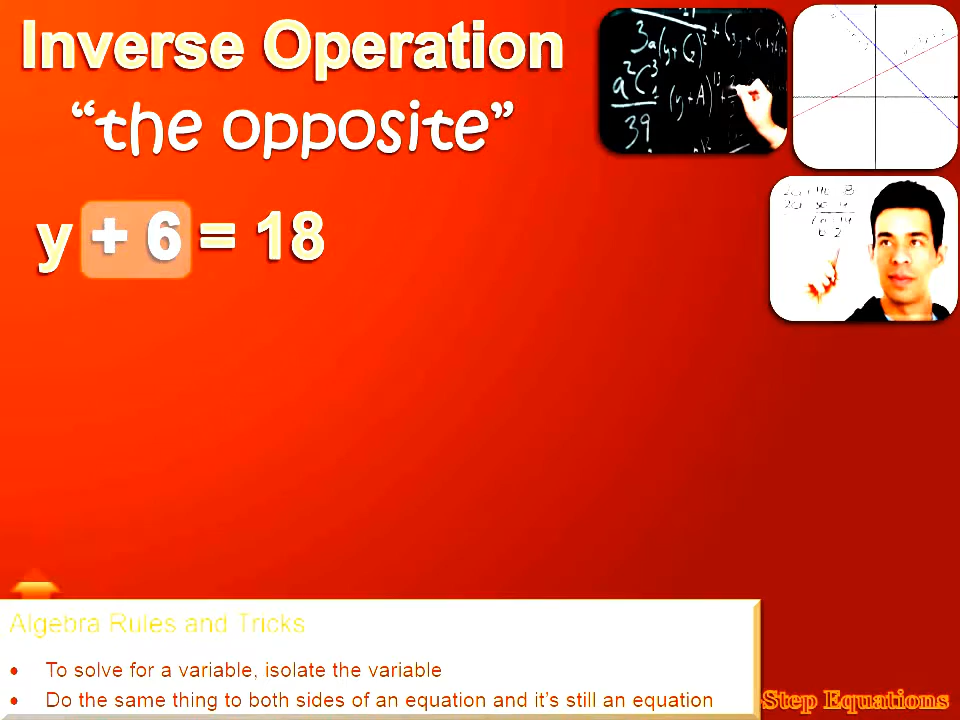 Inverse Operation
“the opposite”
y + 6 = 18
Algebra Rules and Tricks
• To solve for a variable, isolate the variable
• Do the same thing to both sides of an equation and it’s still an equation
-Step Equations